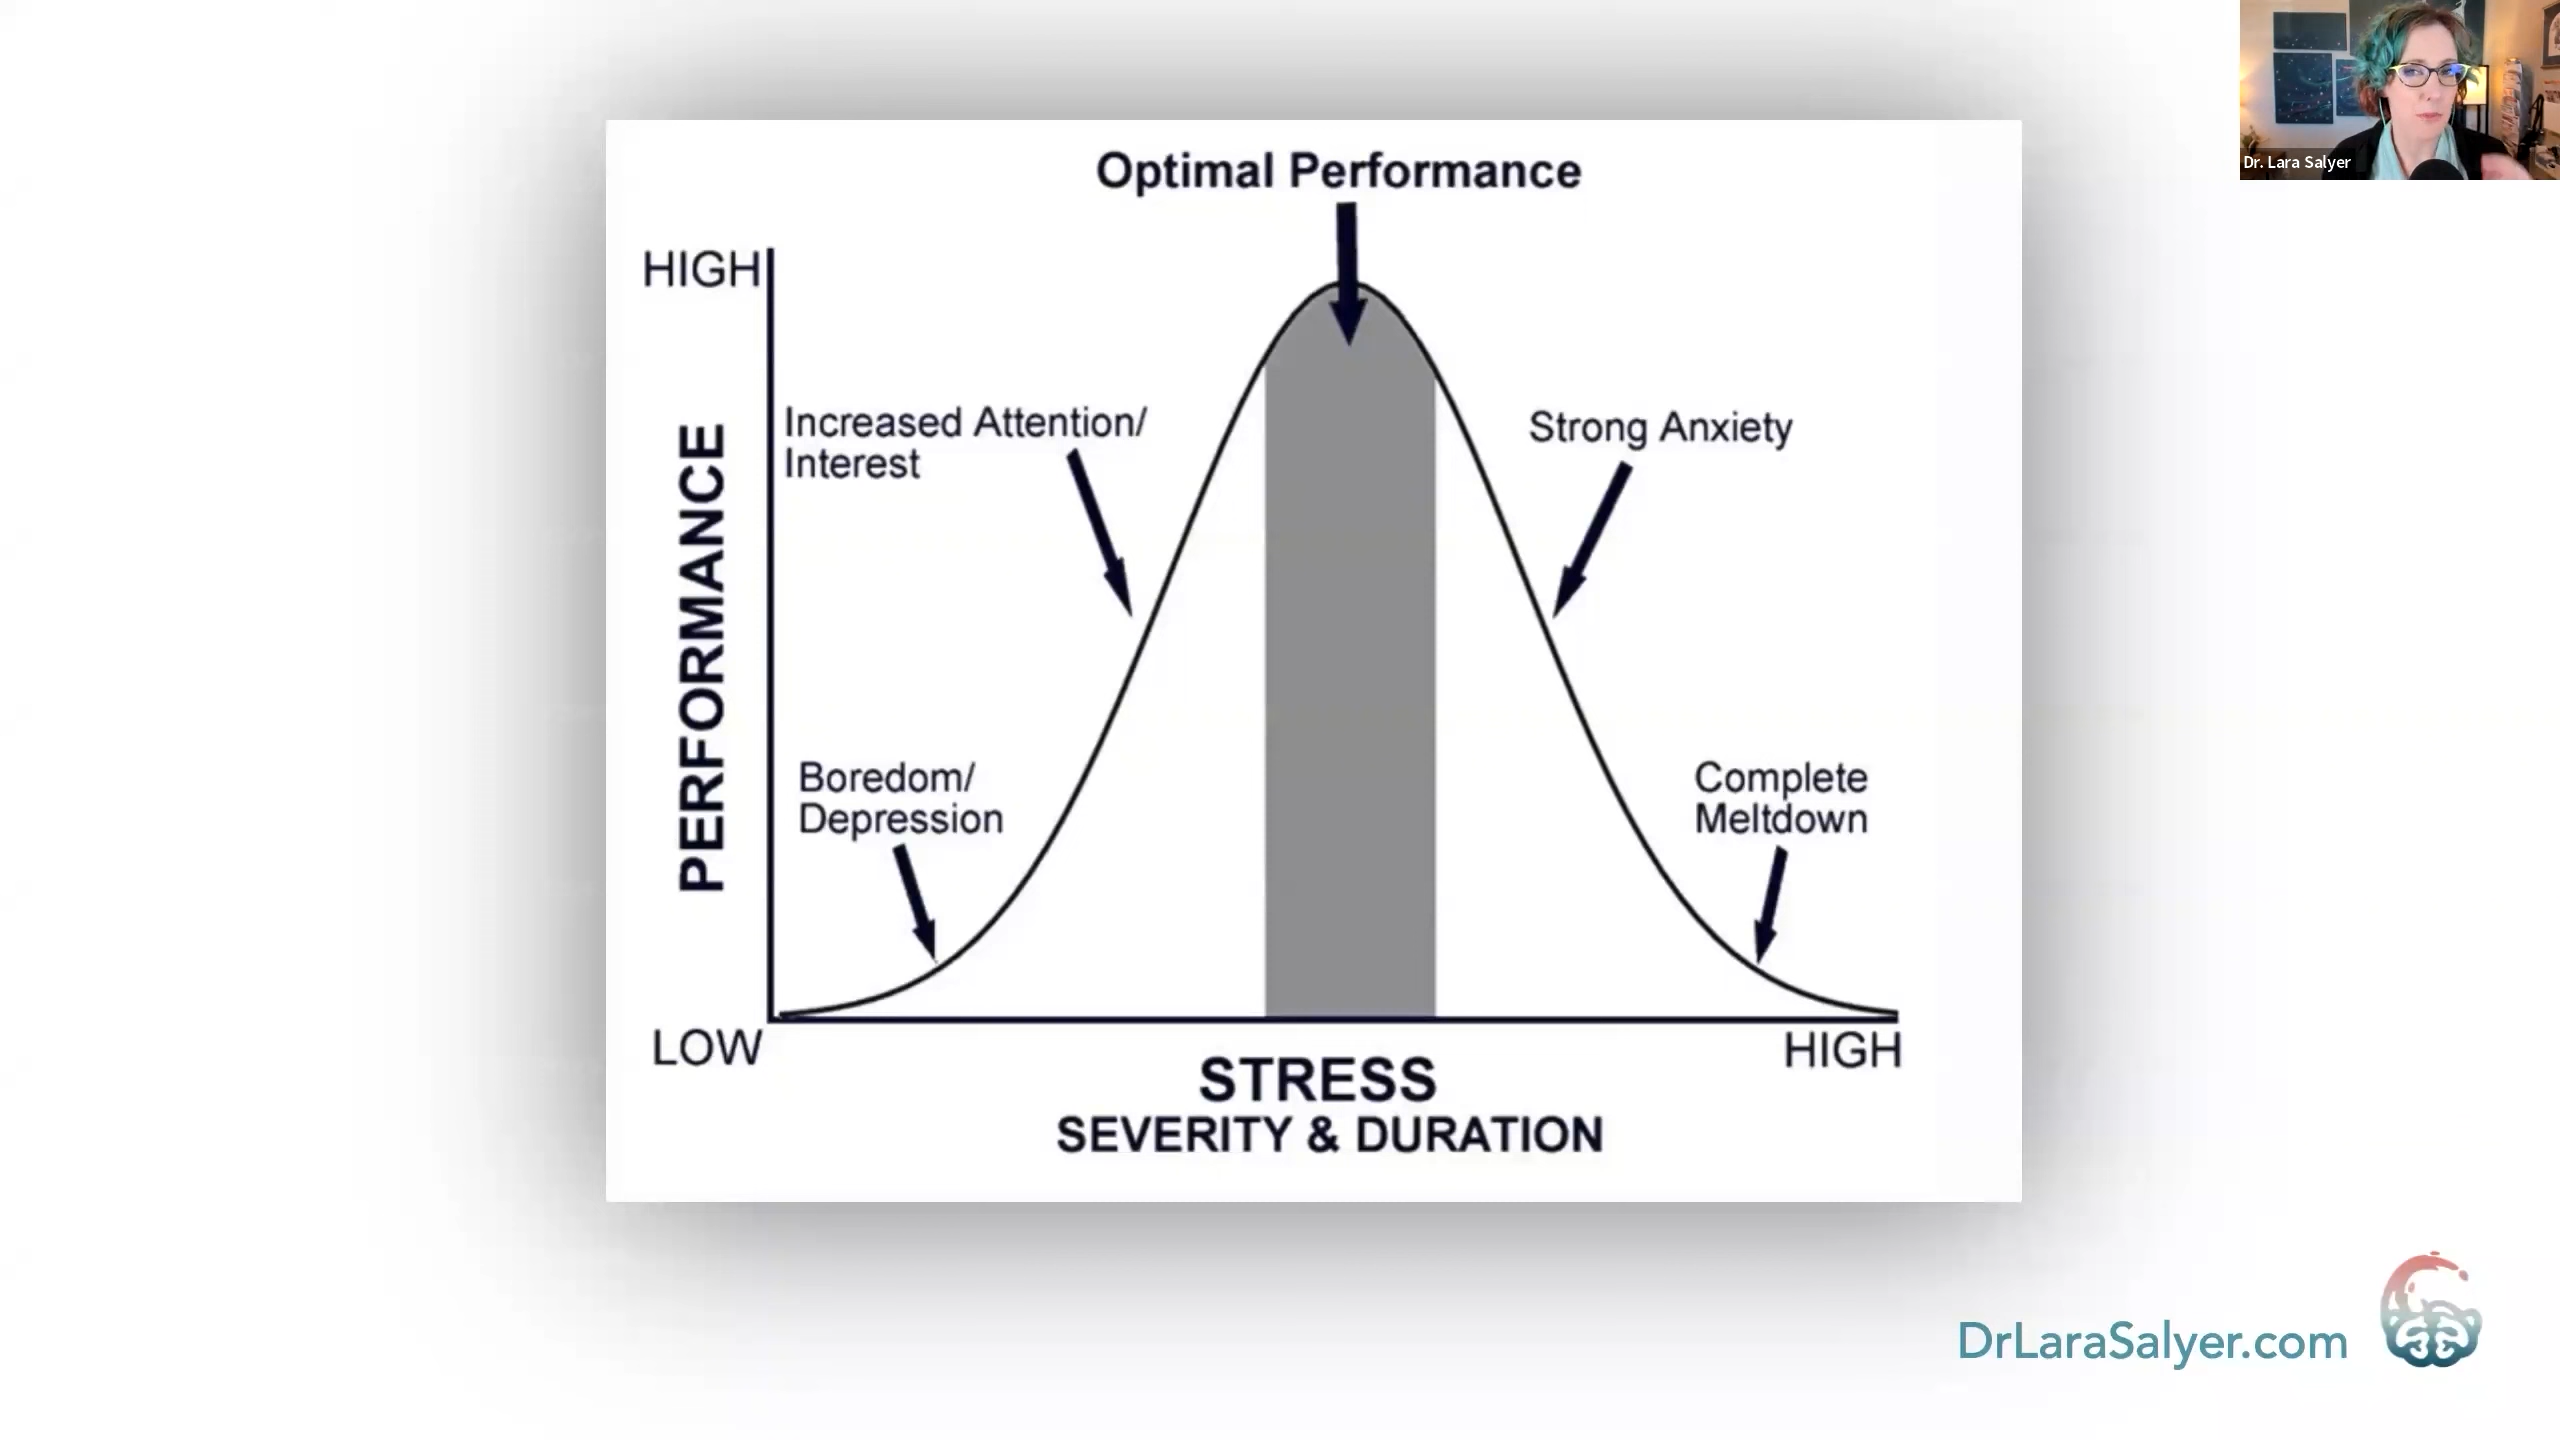 Dr. Lara Salyer
Optimal Performance
HIGH
Increased Attention/
Interest
Strong Anxiety
PERFORMANCE
Boredom/
Depression
Complete
Meltdown
LOW
HIGH
STRESS
SEVERITY & DURATION
DrLaraSalyer.com